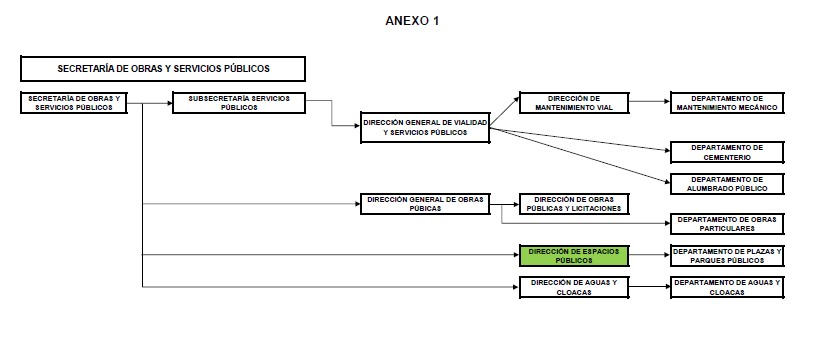 ANEXO 1
SECRETARÍA DE OBRAS Y SERVICIOS PÚBLICOS
SECRETARÍA DE OBRAS Y
SERVICIOS PÚBLICOS
SUBSECRETARÍA SERVICIOS
PÚBLICOS
DIRECCIÓN GENERAL DE VIALIDAD
Y SERVICIOS PÚBLICOS
DIRECCIÓN DE
MANTENIMIENTO VIAL
DEPARTAMENTO DE
MANTENIMIENTO MECÁNICO
DEPARTAMENTO DE
CEMENTERIO
DEPARTAMENTO DE
ALUMBRADO PÚBLICO
DIRECCIÓN GENERAL DE OBRAS
PÚBICAS
DIRECCIÓN DE OBRAS
PÚBLICAS Y LICITACIONES
DEPARTAMENTO DE OBRAS
PARTICULARES
DIRECCIÓN DE ESPACIOS
PÚBLICOS
DEPARTAMENTO DE PLAZAS Y
PARQUES PÚBLICOS
DIRECCIÓN DE AGUAS Y
CLOACAS
DEPARTAMENTO DE AGUAS Y
CLOACAS